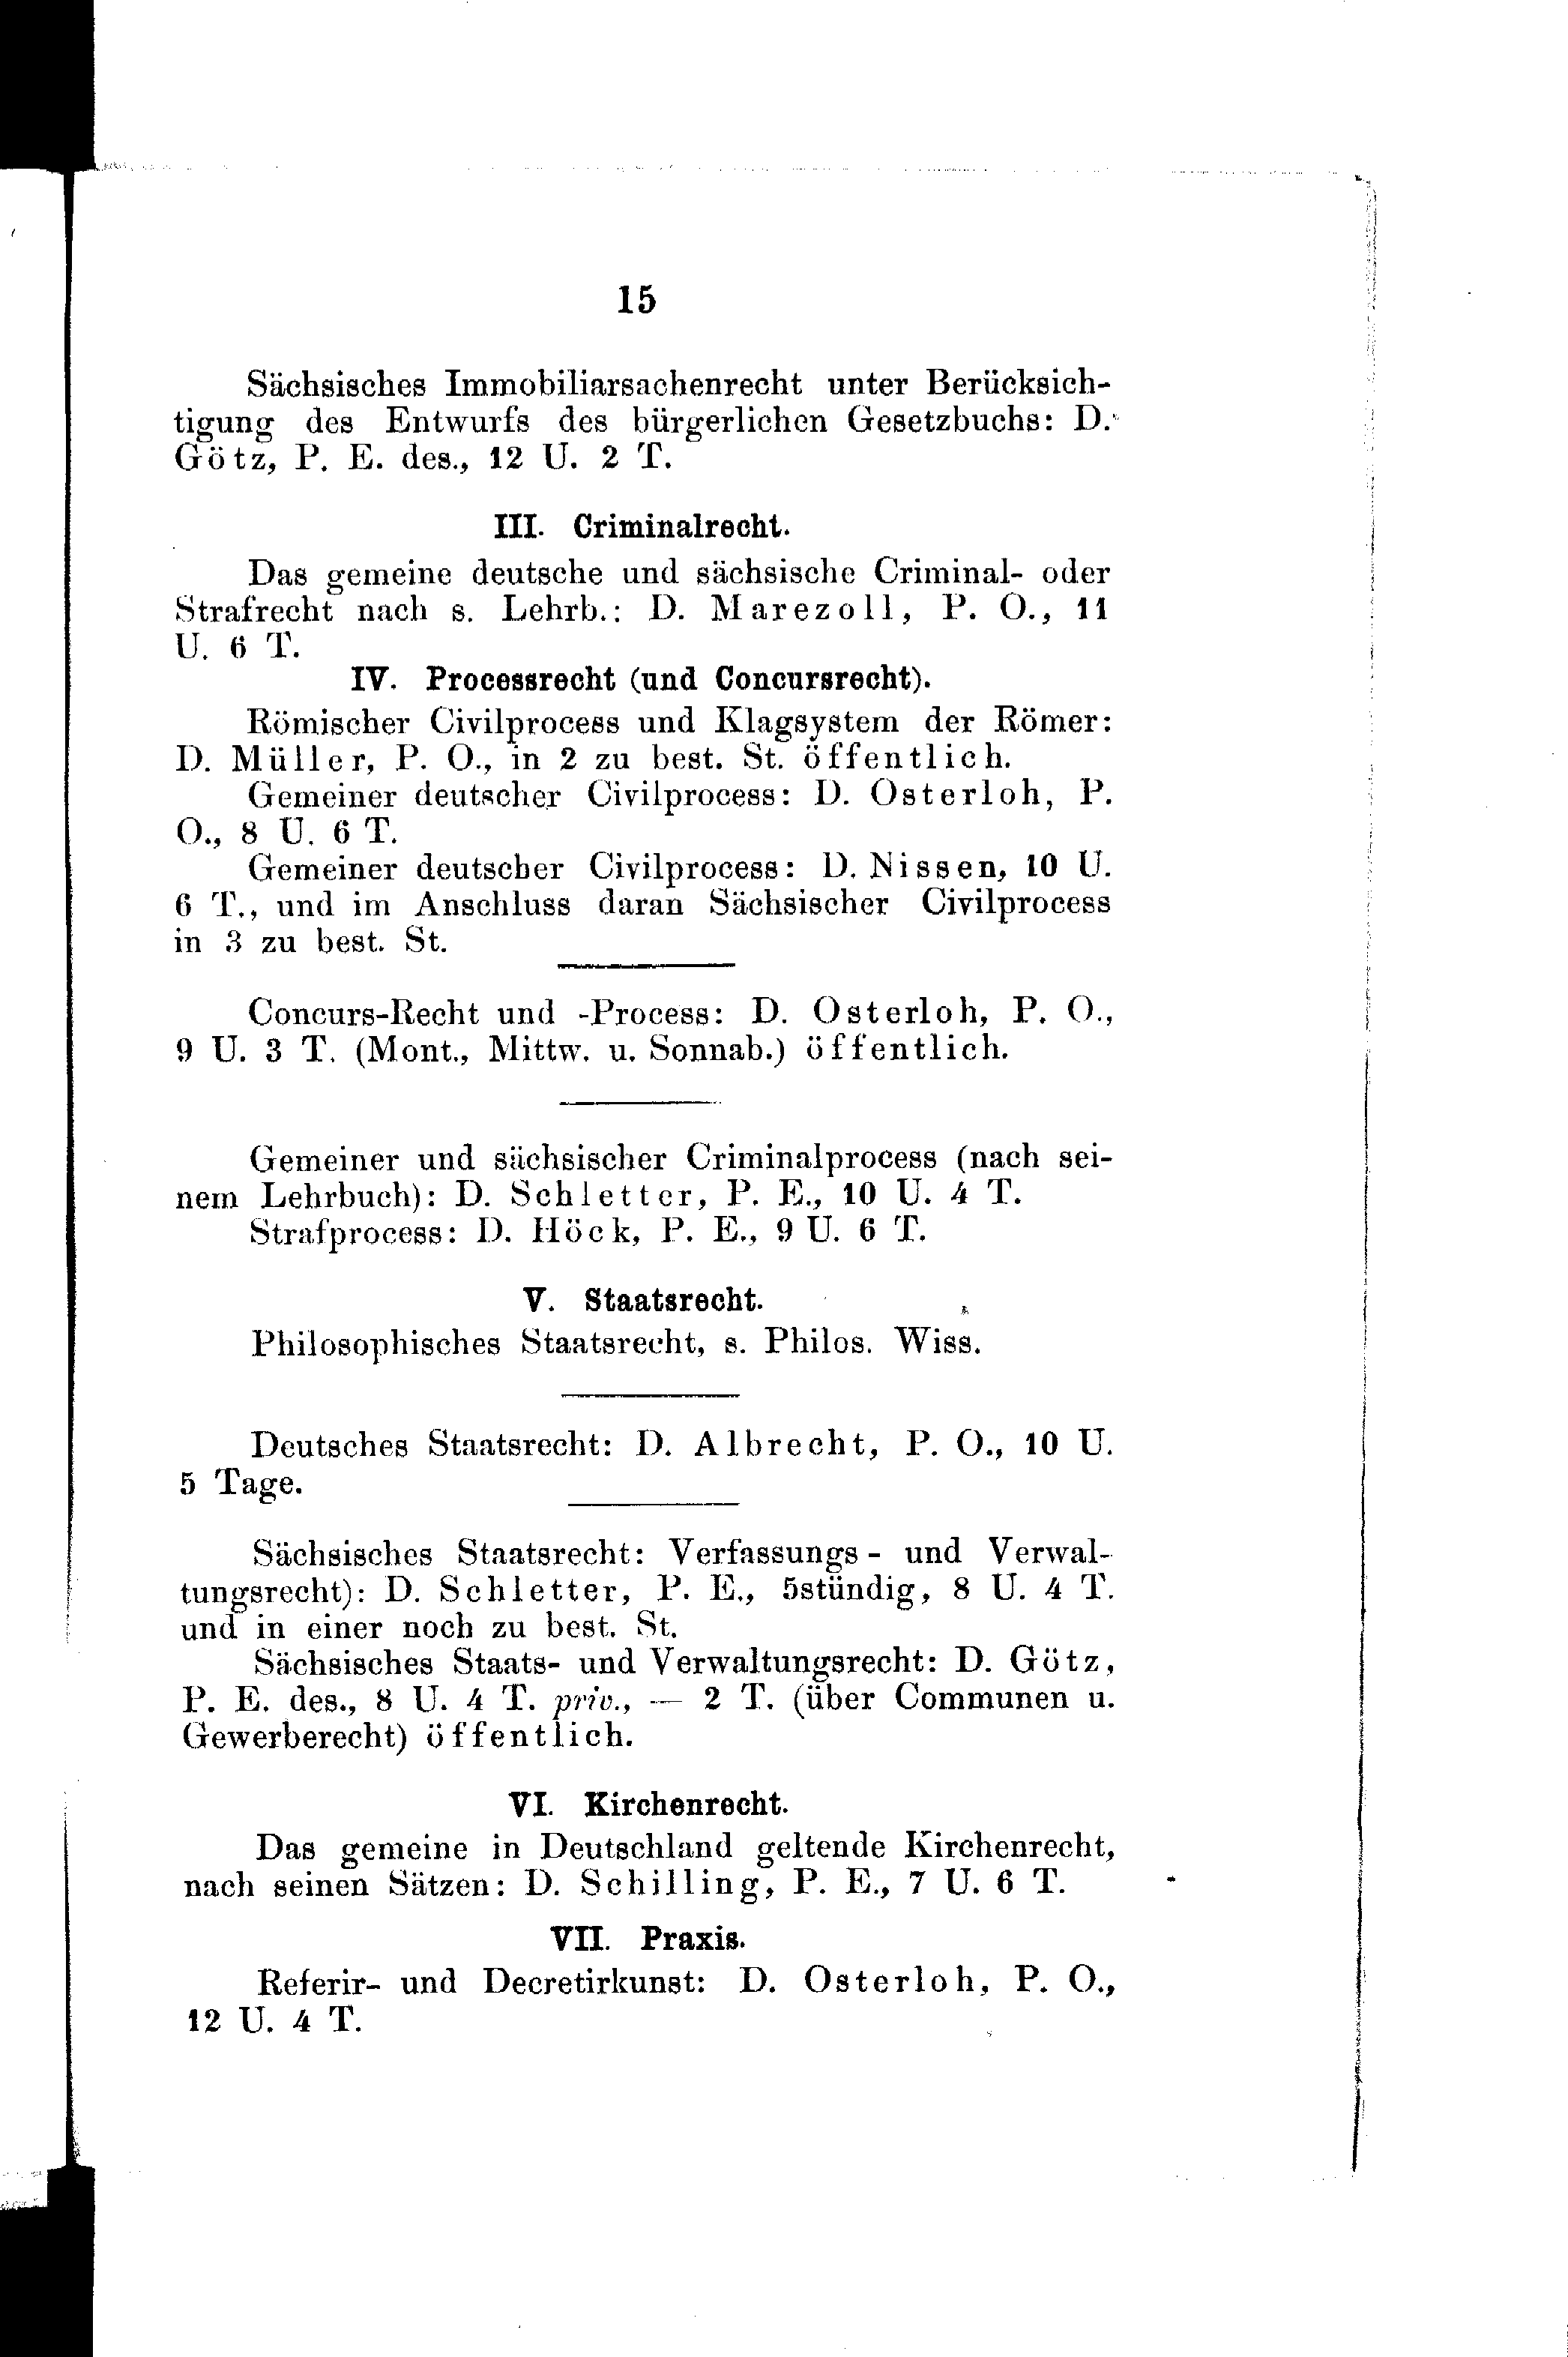 15
Sächsisches Immobiliarsachenrecht unter Berücksich-
tigung des Entwurfs des bürgerlichen Gesetzbuchs: D.
Götz, P. E. des., 12 U. 2 T.
III. Criminalrecht.
Das gemeine deutsche und sächsische Criminal- oder
Strafrecht nach s. Lehrb.: D. Marezoll, P. O., 11
U. 6 T.
IV. Processrecht (und Concursrecht).
Römischer Civilprocess und Klagsystem der Römer:
D. Müller, P. O., in 2 zu best. St. öffentlich.
Gemeiner deutscher Civilprocess: D. Osterloh, P.
O., 8 U. 6 T.
Gemeiner deutscher Civilprocess: D. Nissen, 10 U.
6 T., und im Anschluss daran Sächsischer Civilprocess
in 3 zu best. St.
Concurs-Recht und -Process: D. Osterloh, P. O.,
9 U. 3 T. (Mont., Mittw. u. Sonnab.) öffentlich.
Gemeiner und sächsischer Criminalprocess (nach sei-
nem Lehrbuch): D. Schletter, P. E., 10 U. 4 T.
Strafprocess: D. Höck, P. E., 9 U. 6 T.
V. Staatsrecht.
Philosophisches Staatsrecht, s. Philos. Wiss.
Deutsches Staatsrecht: D. Albrecht, P. O., 10 U.
5 Tage.
Sächsisches Staatsrecht: Verfassungs- und Verwal-
tungsrecht): D. Schletter, P. E., 5stündig, 8 U. 4 T.
und in einer noch zu best. St.
Sächsisches Staats- und Verwaltungsrecht: D. Götz,
P. E. des., 8 U. 4 T. priv., — 2 T. (über Communen u.
Gewerberecht) öffentlich.
VI. Kirchenrecht.
Das gemeine in Deutschland geltende Kirchenrecht,
nach seinen Sätzen: D. Schilling, P. E., 7 U. 6 T.
VII. Praxis.
Referir- und Decretirkunst: D. Osterloh, P. O.,
12 U. 4 T.